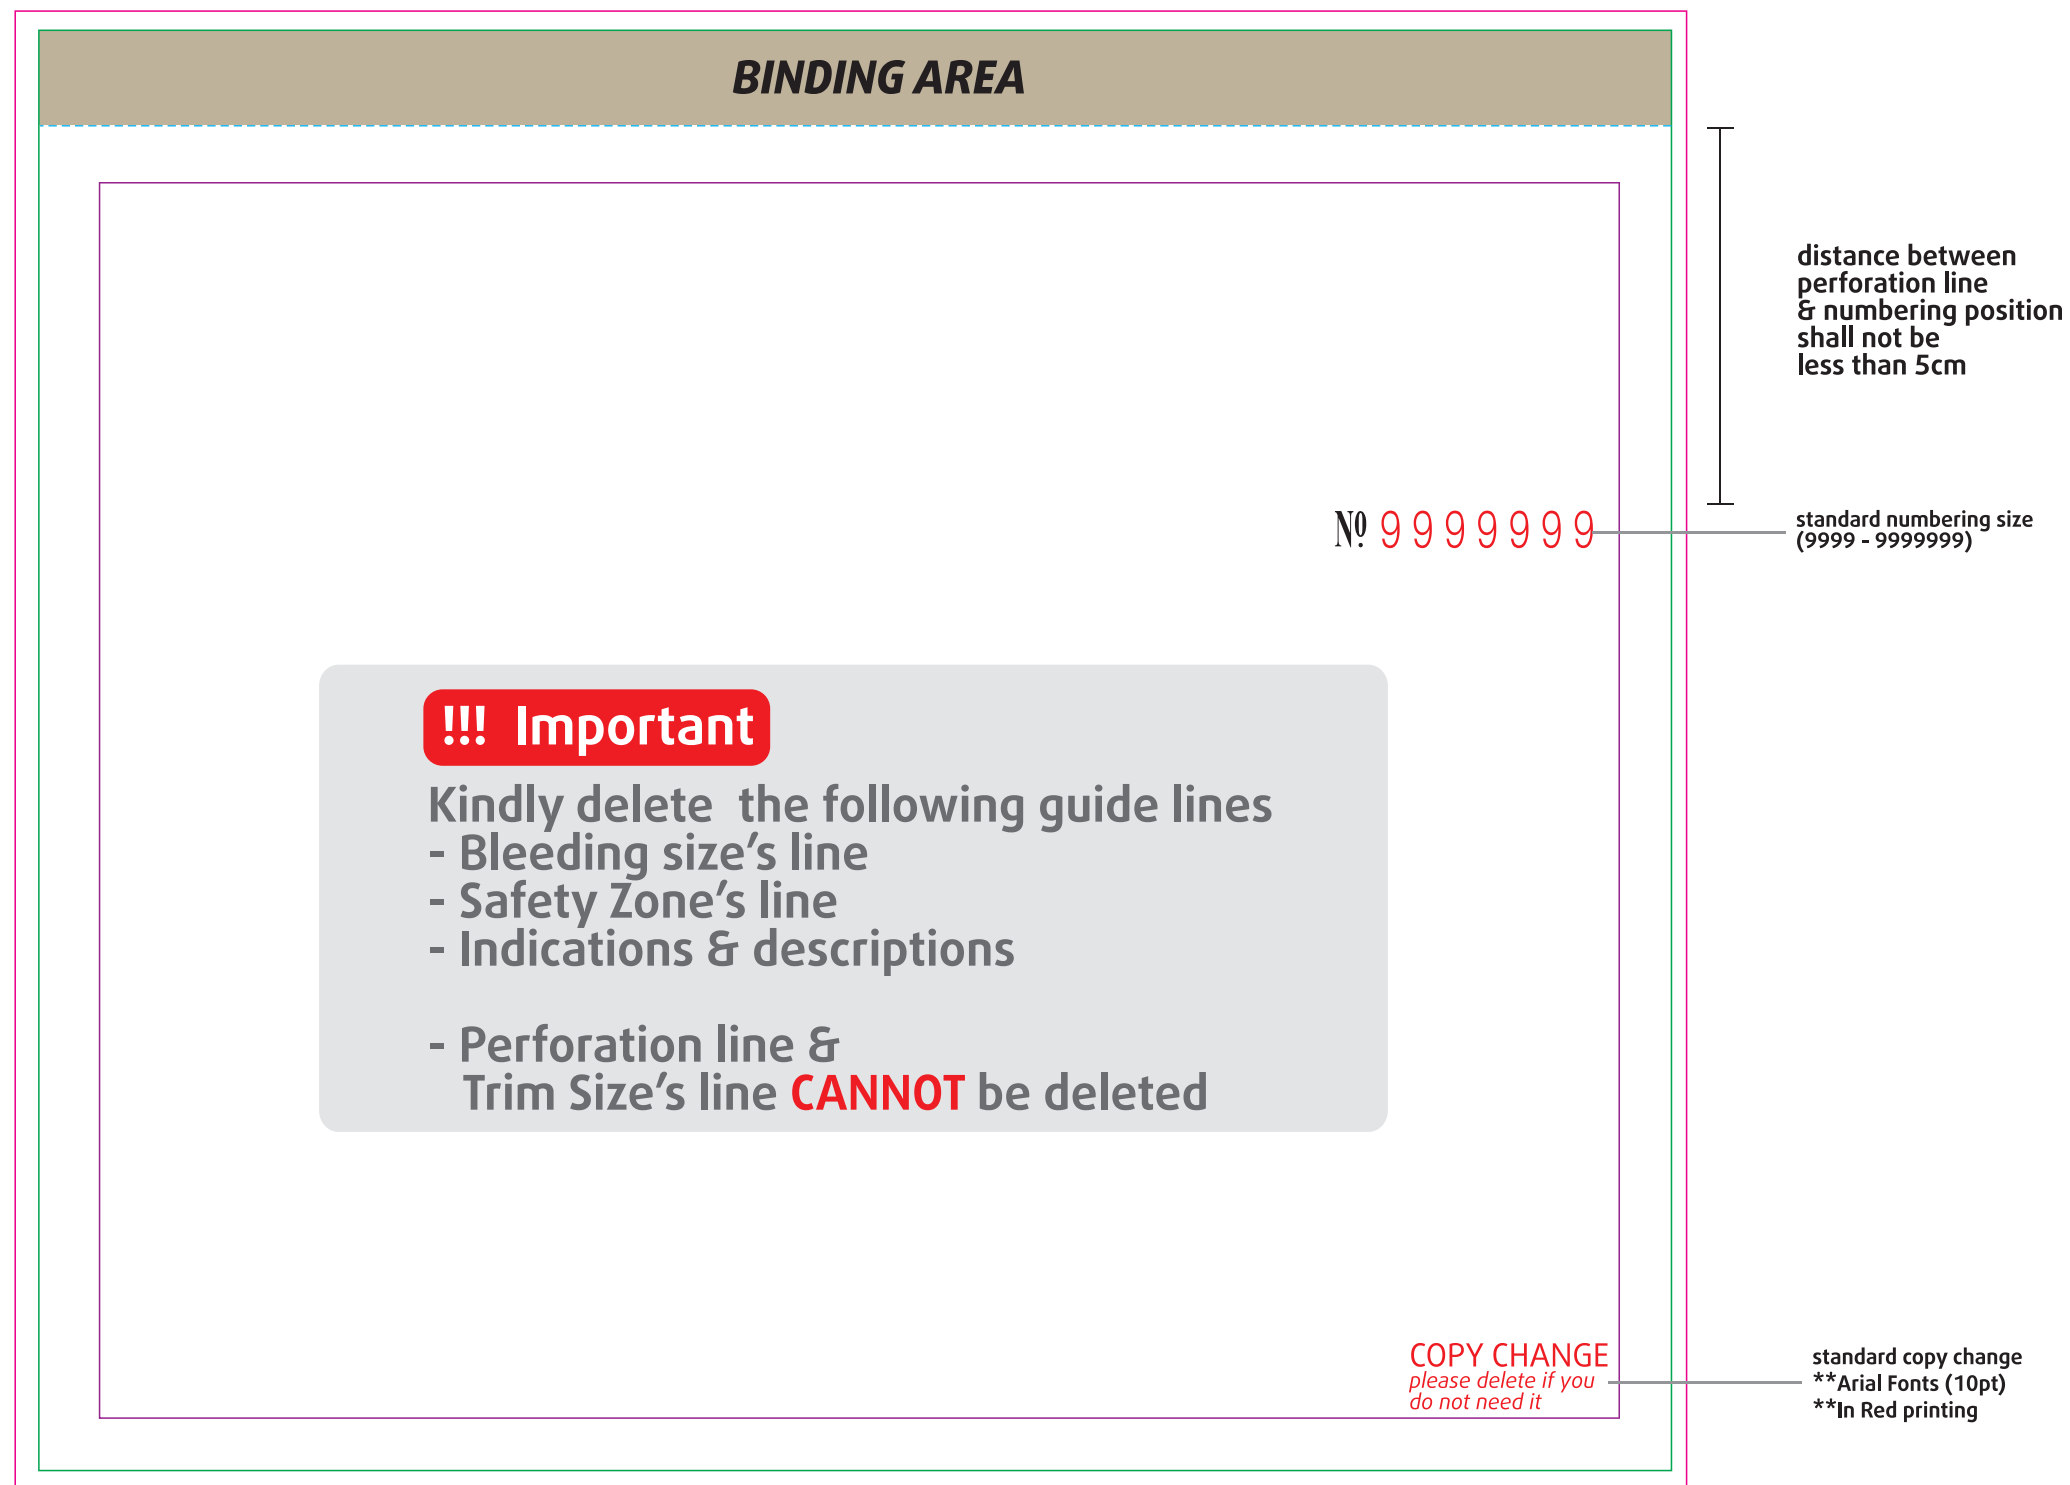 BINDING AREA
distance between
perforation line
& numbering position
shall not be
less than 5cm
Nº 9999999
standard numbering size
(9999 - 9999999)
!!! Important
Kindly delete the following guide lines
- Bleeding size's line
- Safety Zone's line
- Indications & descriptions
- Perforation line &
Trim Size's line CANNOT be deleted
COPY CHANGE
please delete if you
do not need it
standard copy change
**Arial Fonts (10pt)
**In Red printing